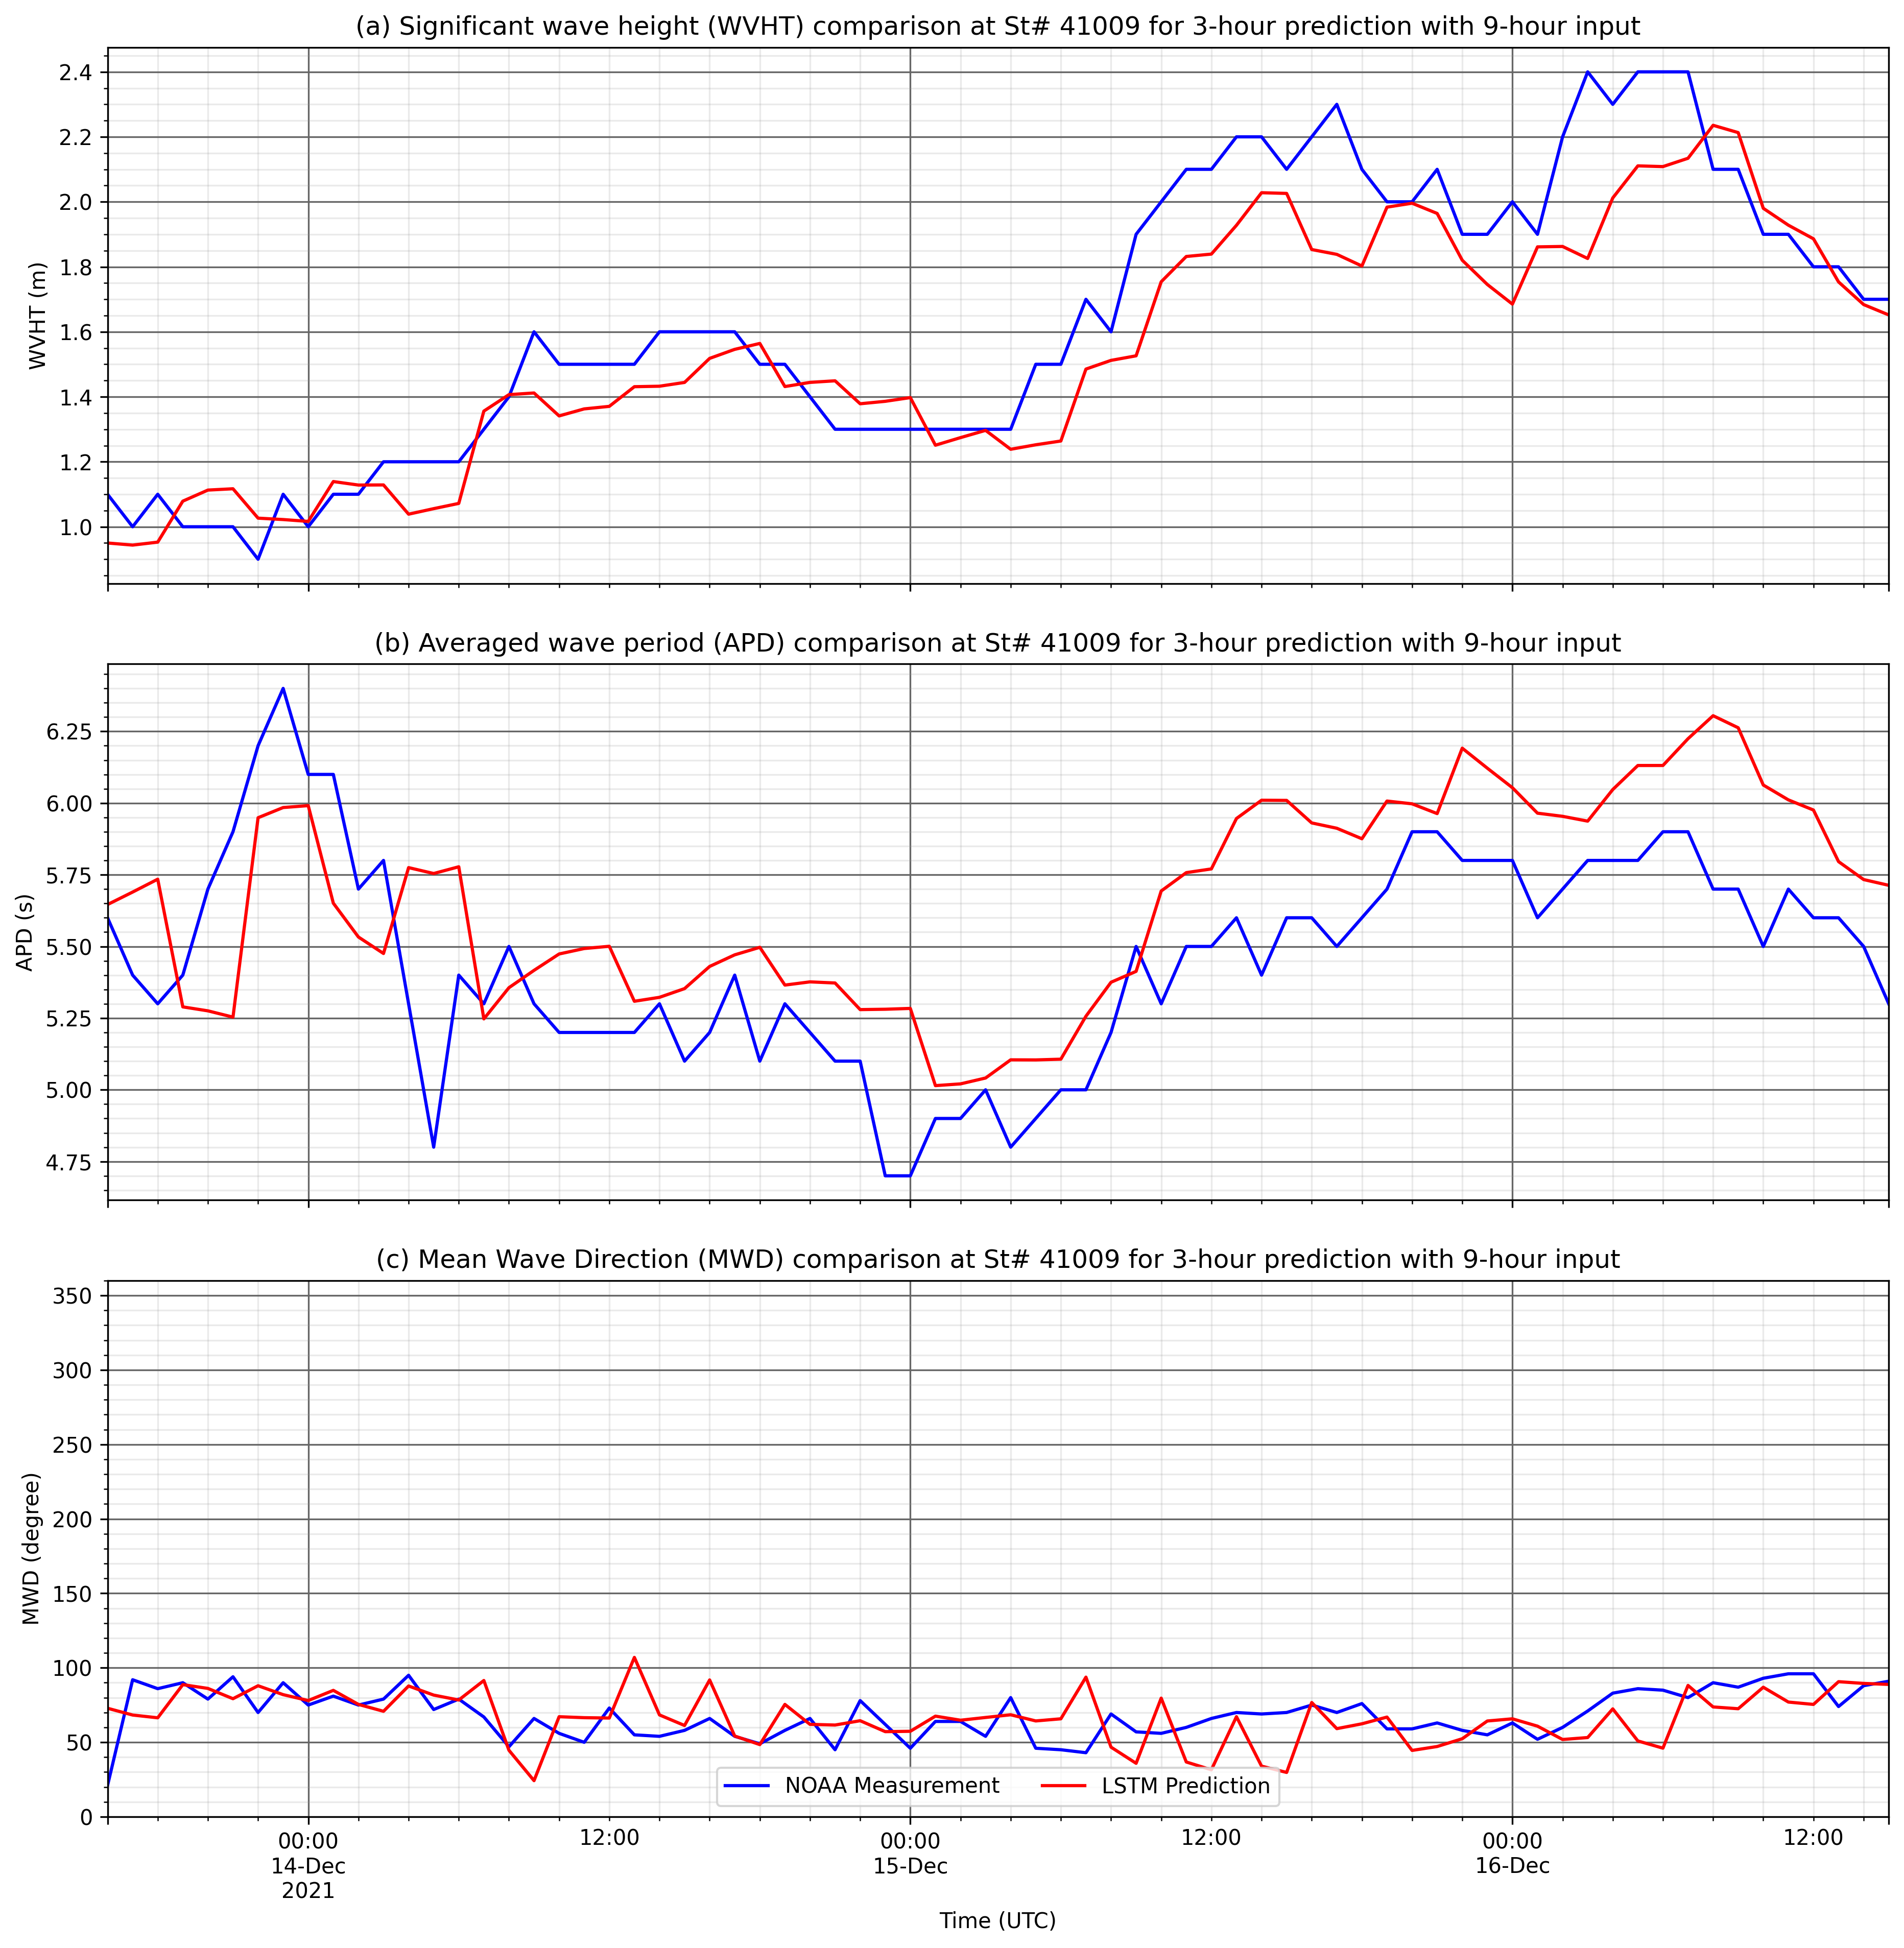 (a) Significant wave height (WVHT) comparison at St# 41009 for 3-hour prediction with 9-hour input
2.4
2.2
2.0
1.8
1.6
1.4
1.2
1.0
WVHT (m)
(b) Averaged wave period (APD) comparison at St# 41009 for 3-hour prediction with 9-hour input
6.25
6.00
5.75
5.50
5.25
5.00
4.75
APD (s)
(c) Mean Wave Direction (MWD) comparison at St# 41009 for 3-hour prediction with 9-hour input
350
300
250
200
150
100
50
0
MWD (degree)
NOAA Measurement LSTM Prediction
00:00 12:00 00:00 12:00 00:00 12:00
14-Dec 15-Dec 16-Dec
2021
Time (UTC)